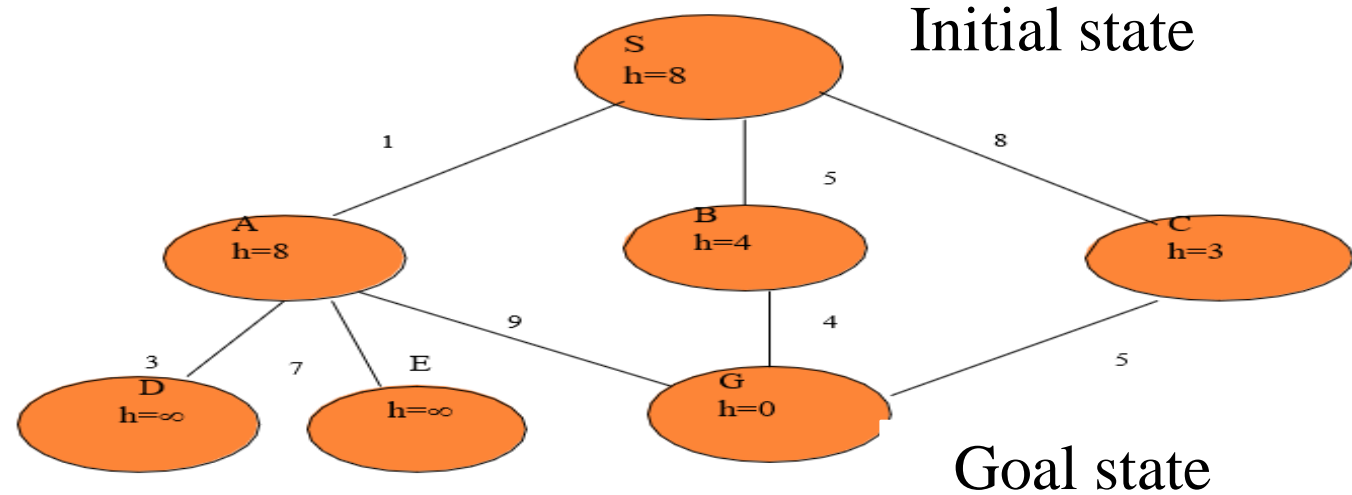 Initial state
S
h=8
1
5
8
A
h=8
B
h=4
C
h=3
3
7
9
4
5
D
h=∞
E
h=∞
G
h=0
Goal state